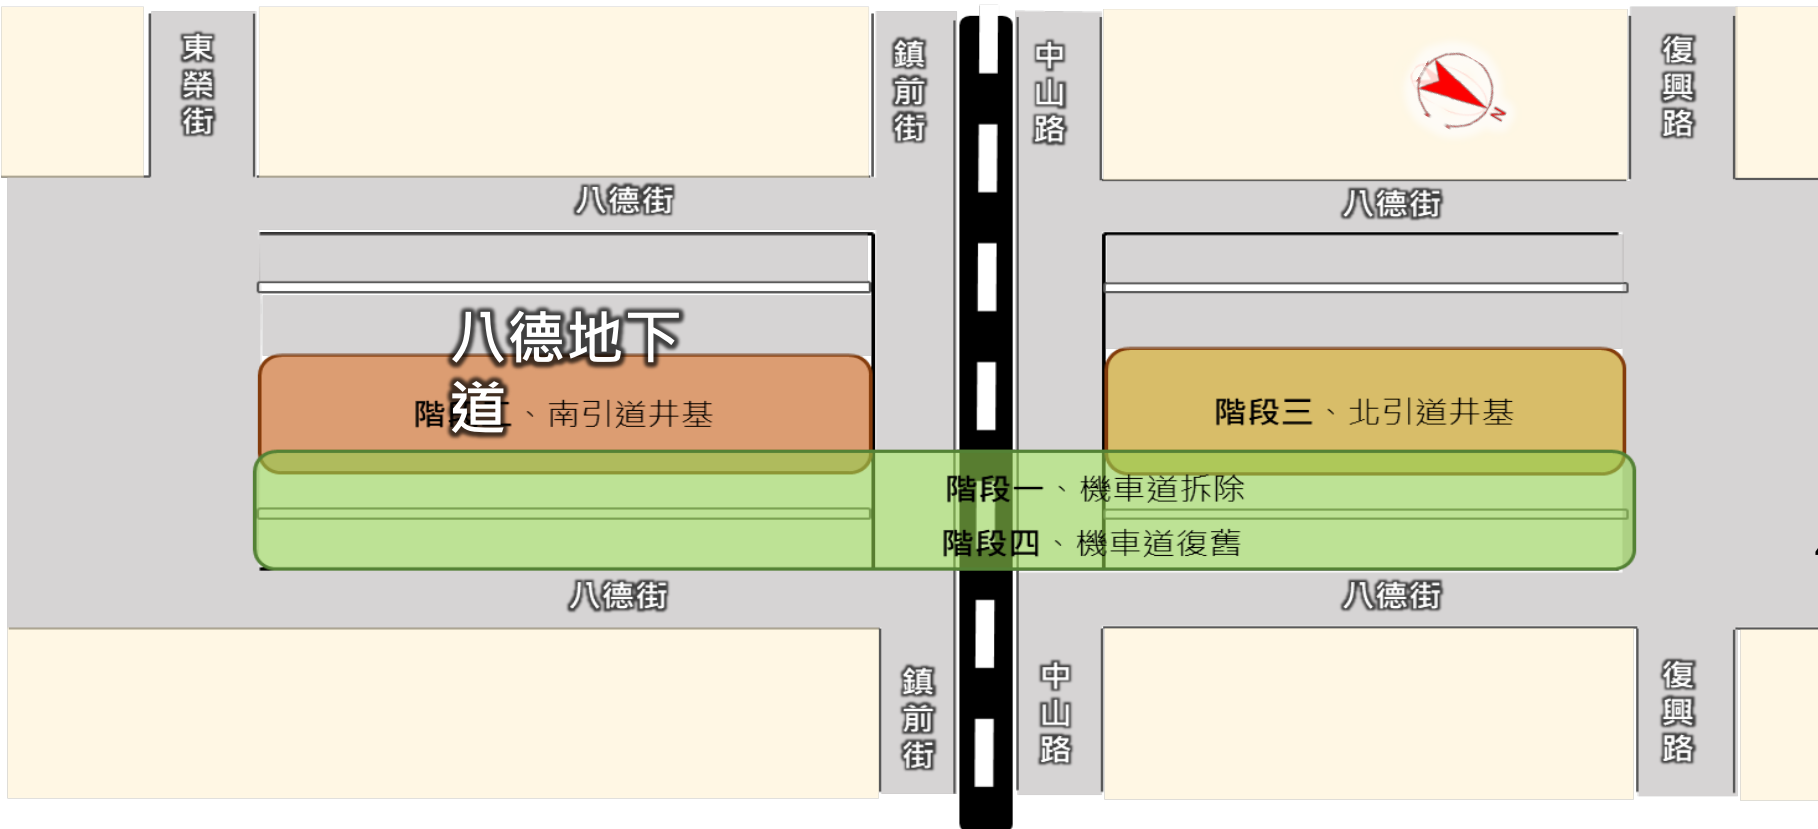 東榮街
鎮前街
中山路
復興路
N
八德街
八德街
八德地下
道
階
、南引道井基
階段三、北引道井基
階段一、機車道拆除
階段四、機車道復舊
八德街
八德街
鎮前街
中山路
復興路